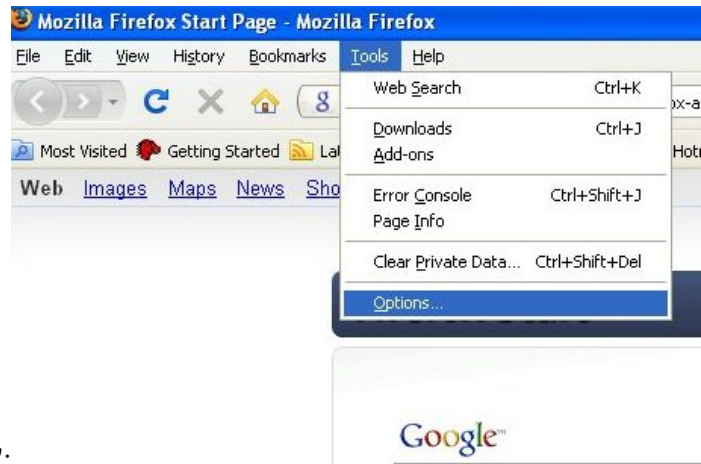 Mozilla Firefox Start Page - Mozilla Firefox
File Edit View History Bookmarks Tools Help
Web Search Ctrl+K
Downloads Ctrl+J
Most Visited Getting Started
Add-ons
Web Images Maps News
Error Console Ctrl+Shift+J
Page Info
Clear Private Data... Ctrl+Shift+Del
Options...
Google™